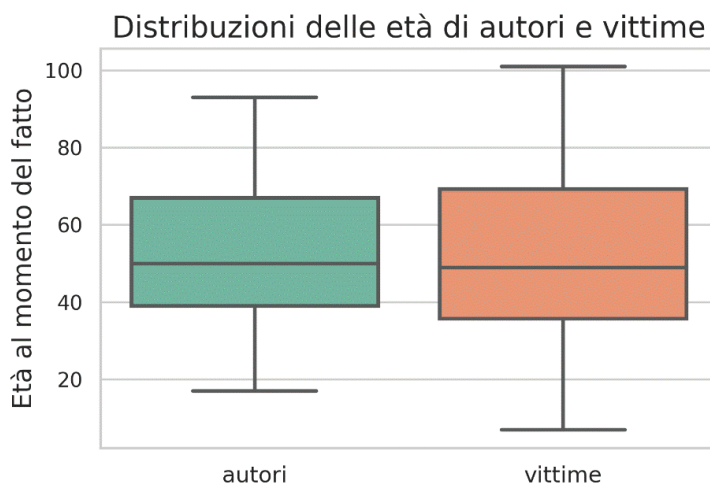 Distribuzioni delle età di autori e vittime
Età al momento del fatto
100
80
60
40
20
autori
vittime